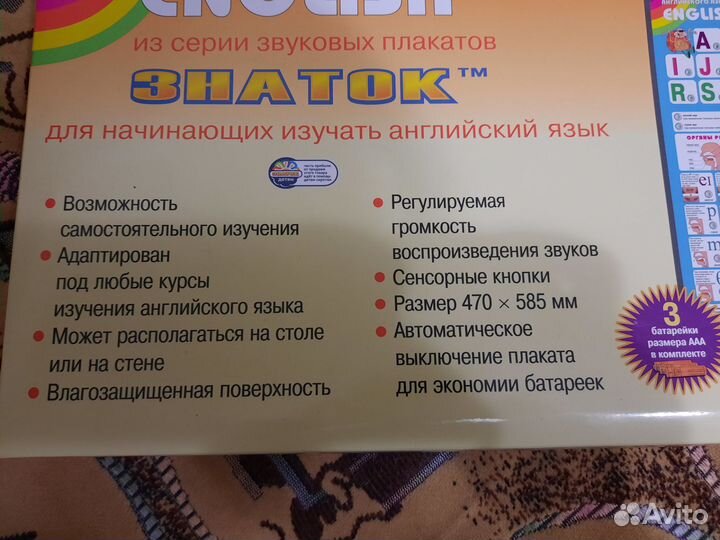 ENGLISH
из серии звуковых плакатов
ЗНАТОК™
для начинающих изучать английский язык
• Возможность
самостоятельного изучения
• Адаптирован
под любые курсы
изучения английского языка
• Может располагаться на столе
или на стене
• Влагозащищенная поверхность
• Регулируемая
громкость
воспроизведения звуков
• Сенсорные кнопки
• Размер 470 × 585 мм
• Автоматическое
выключение плаката
для экономии батареек
ENGLIS
A
I J
R S
3
батарейки
размера ААА
в комплекте
Avito